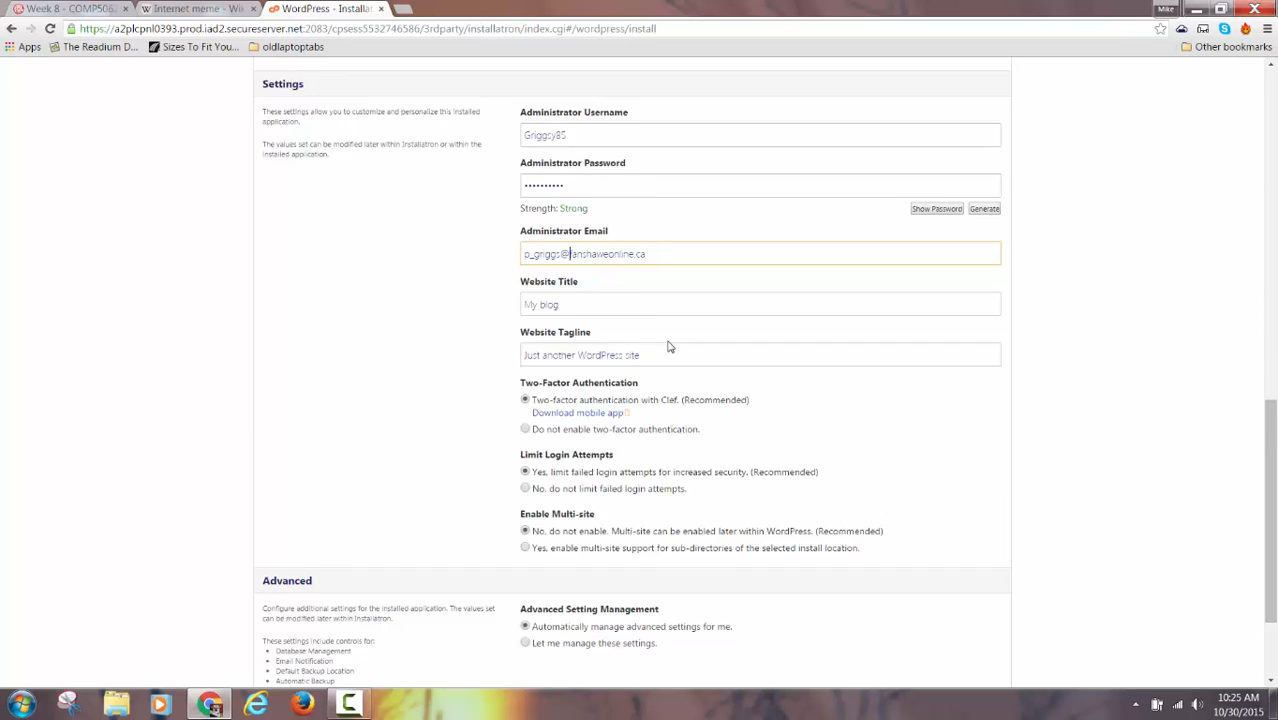 Week 8 - COMP506
Internet meme - Wi
WordPress - Installat
Mike
https://a2plcpnl0393.prod.iad2.secureserver.net:2083/cpsess5532746586/3rdparty/installatron/index.cgi#/wordpress/install
Apps
The Readium D...
Sizes To Fit You...
oldlaptoptabs
Other bookmarks
Settings
These settings allow you to customize and personalize this installed
application.
The values set can be modified later within Installatron or within the
installed application.
Administrator Username
Griggsy85
Administrator Password
Strength: Strong
Show Password
Generate
Administrator Email
p_griggs@fanshaweonline.ca
Website Title
My blog
Website Tagline
Just another WordPress site
Two-Factor Authentication
Two-factor authentication with Clef. (Recommended)
Download mobile app
Do not enable two-factor authentication.
Limit Login Attempts
Yes, limit failed login attempts for increased security. (Recommended)
No, do not limit failed login attempts.
Enable Multi-site
No, do not enable. Multi-site can be enabled later within WordPress. (Recommended)
Yes, enable multi-site support for sub-directories of the selected install location.
Advanced
Configure additional settings for the installed application. The values set
can be modified later within Installatron.
These settings include controls for:
• Database Management
• Email Notification
• Default Backup Location
• Automatic Backup
Advanced Setting Management
Automatically manage advanced settings for me.
Let me manage these settings.
10:25 AM
10/30/2015